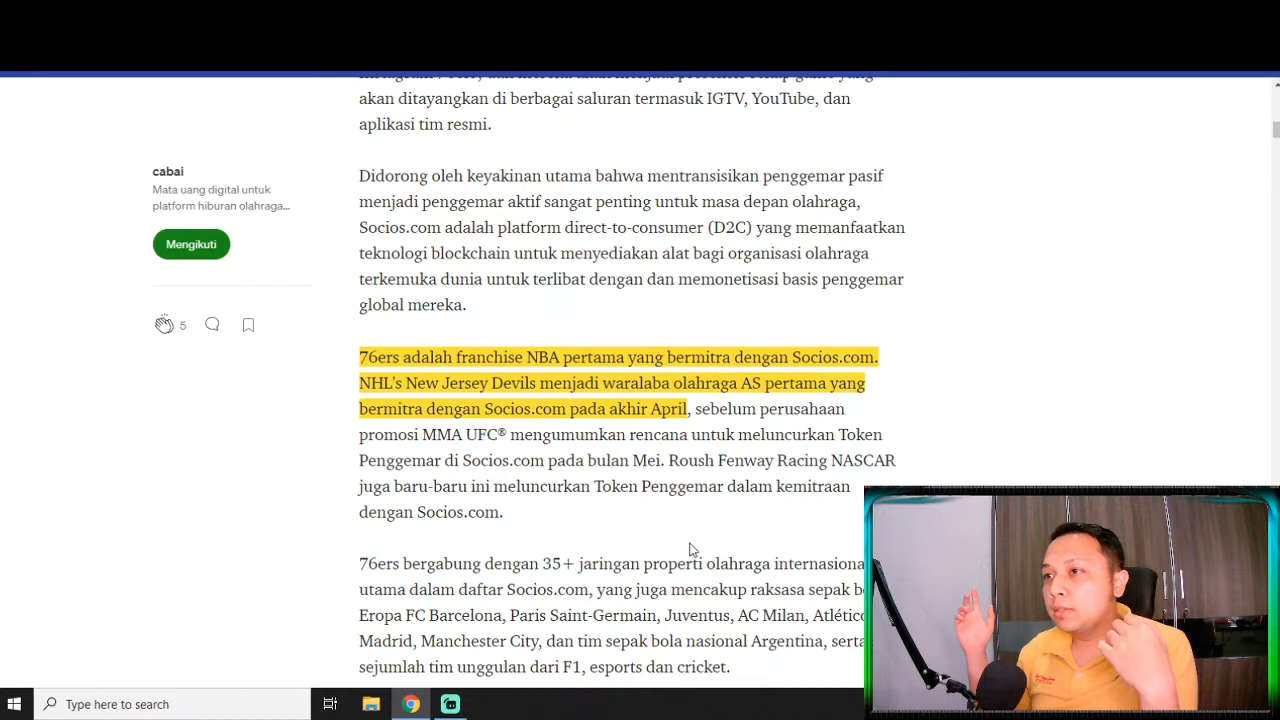 akan ditayangkan di berbagai saluran termasuk IGTV, YouTube, dan
aplikasi tim resmi.
cabai
Mata uang digital untuk
platform hiburan olahraga...
Mengikuti
5
Didorong oleh keyakinan utama bahwa mentransisikan penggemar pasif
menjadi penggemar aktif sangat penting untuk masa depan olahraga,
Socios.com adalah platform direct-to-consumer (D2C) yang memanfaatkan
teknologi blockchain untuk menyediakan alat bagi organisasi olahraga
terkemuka dunia untuk terlibat dengan dan memonetisasi basis penggemar
global mereka.
76ers adalah franchise NBA pertama yang bermitra dengan Socios.com.
NHL's New Jersey Devils menjadi waralaba olahraga AS pertama yang
bermitra dengan Socios.com pada akhir April, sebelum perusahaan
promosi MMA UFC® mengumumkan rencana untuk meluncurkan Token
Penggemar di Socios.com pada bulan Mei. Roush Fenway Racing NASCAR
juga baru-baru ini meluncurkan Token Penggemar dalam kemitraan
dengan Socios.com.
76ers bergabung dengan 35+ jaringan properti olahraga internasiona
utama dalam daftar Socios.com, yang juga mencakup raksasa sepak b
Eropa FC Barcelona, Paris Saint-Germain, Juventus, AC Milan, Atlético
Madrid, Manchester City, dan tim sepak bola nasional Argentina, serta
sejumlah tim unggulan dari F1, esports dan cricket.
Type here to search